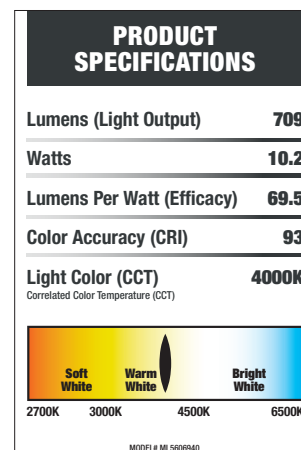 PRODUCT
SPECIFICATIONS
Lumens (Light Output) 709
Watts 10.2
Lumens Per Watt (Efficacy) 69.5
Color Accuracy (CRI) 93
Light Color (CCT) 4000K
Correlated Color Temperature (CCT)
Soft White Warm White Bright White
2700K 3000K 4500K 6500K
MODEL# ML5606940